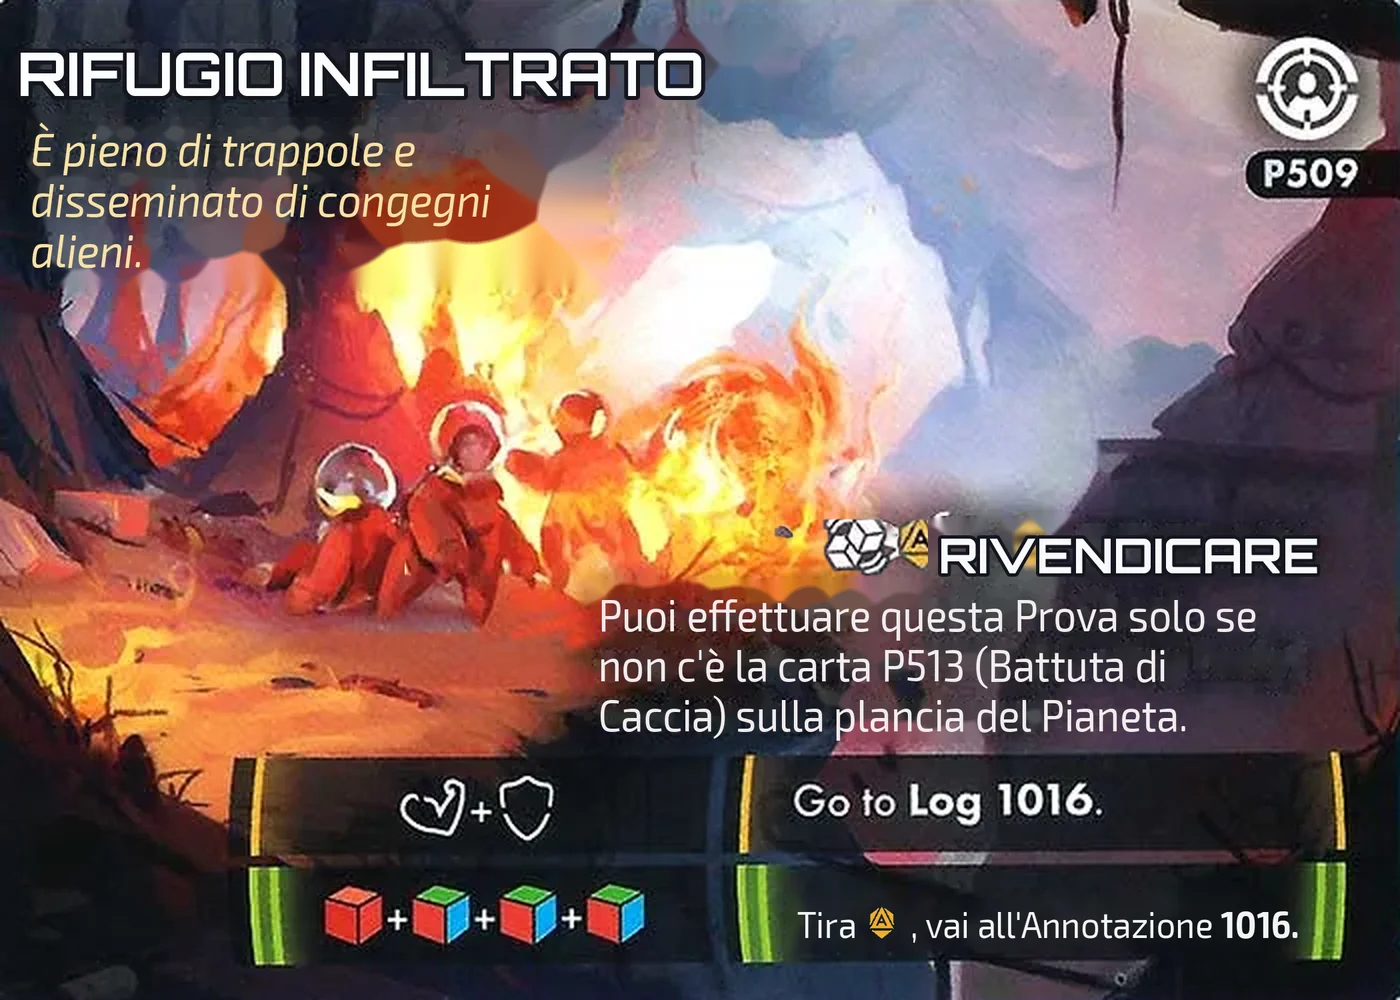 RIFUGIO INFILTRATO
È pieno di trappole e
disseminato di congegni
alieni.
P509
A
RIVENDICARE
Puoi effettuare questa Prova solo se
non c'è la carta P513 (Battuta di
Caccia) sulla plancia del Pianeta.
+
Go to Log 1016.
+ + +
Tira A , vai all'Annotazione 1016.